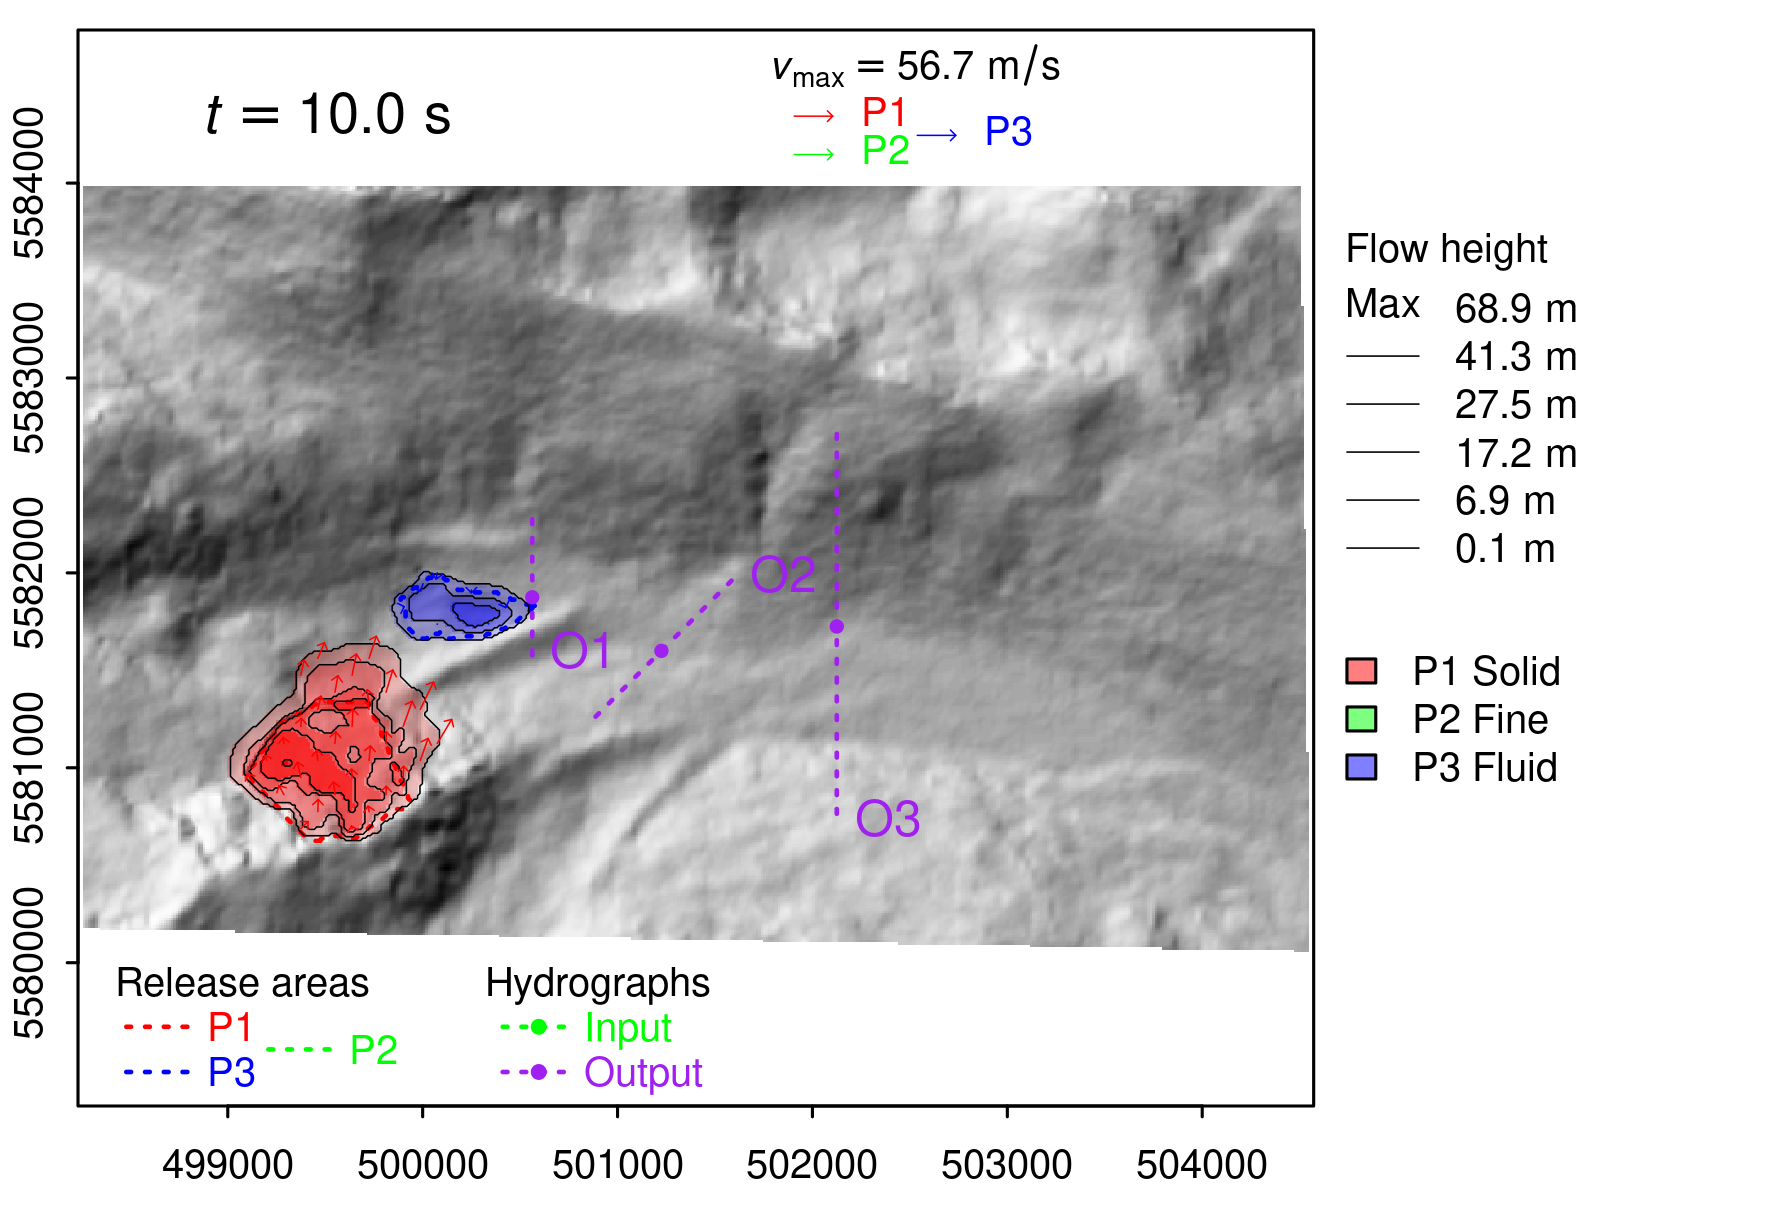 t = 10.0 s
vmax = 56.7 m/s
P1
P2
P3
5584000
5583000
5582000
5581000
5580000
Flow height
Max 68.9 m
41.3 m
27.5 m
17.2 m
6.9 m
0.1 m
O1
O2
O3
P1 Solid
P2 Fine
P3 Fluid
Release areas
P1
P2
P3
Hydrographs
Input
Output
499000 500000 501000 502000 503000 504000